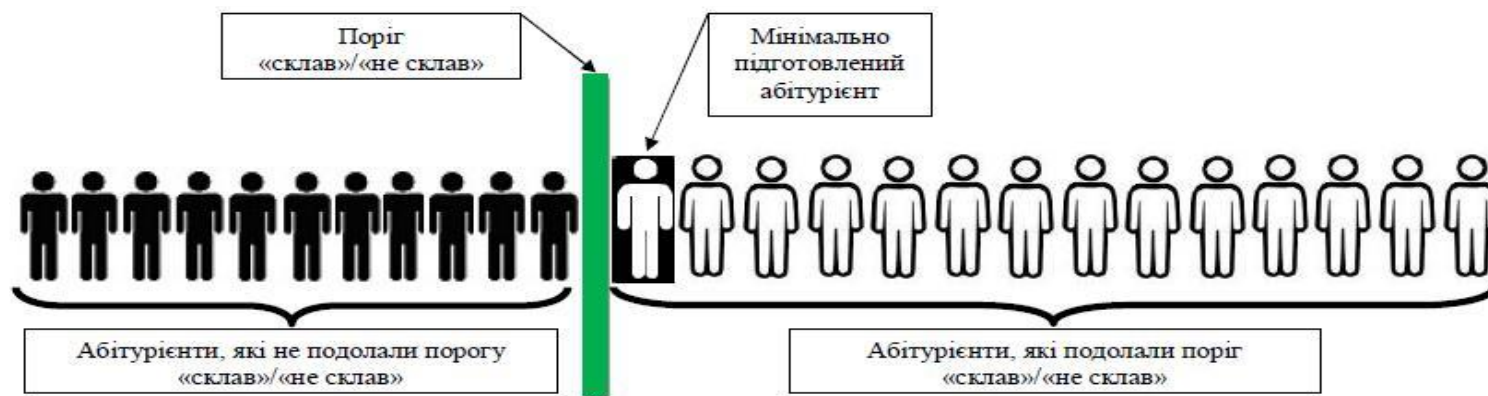 Поріг
«склав»/«не склав»
Мінімально
підготовлений
абітурієнт
Абітурієнти, які не подолали порогу
«склав»/«не склав»
Абітурієнти, які подолали поріг
«склав»/«не склав»